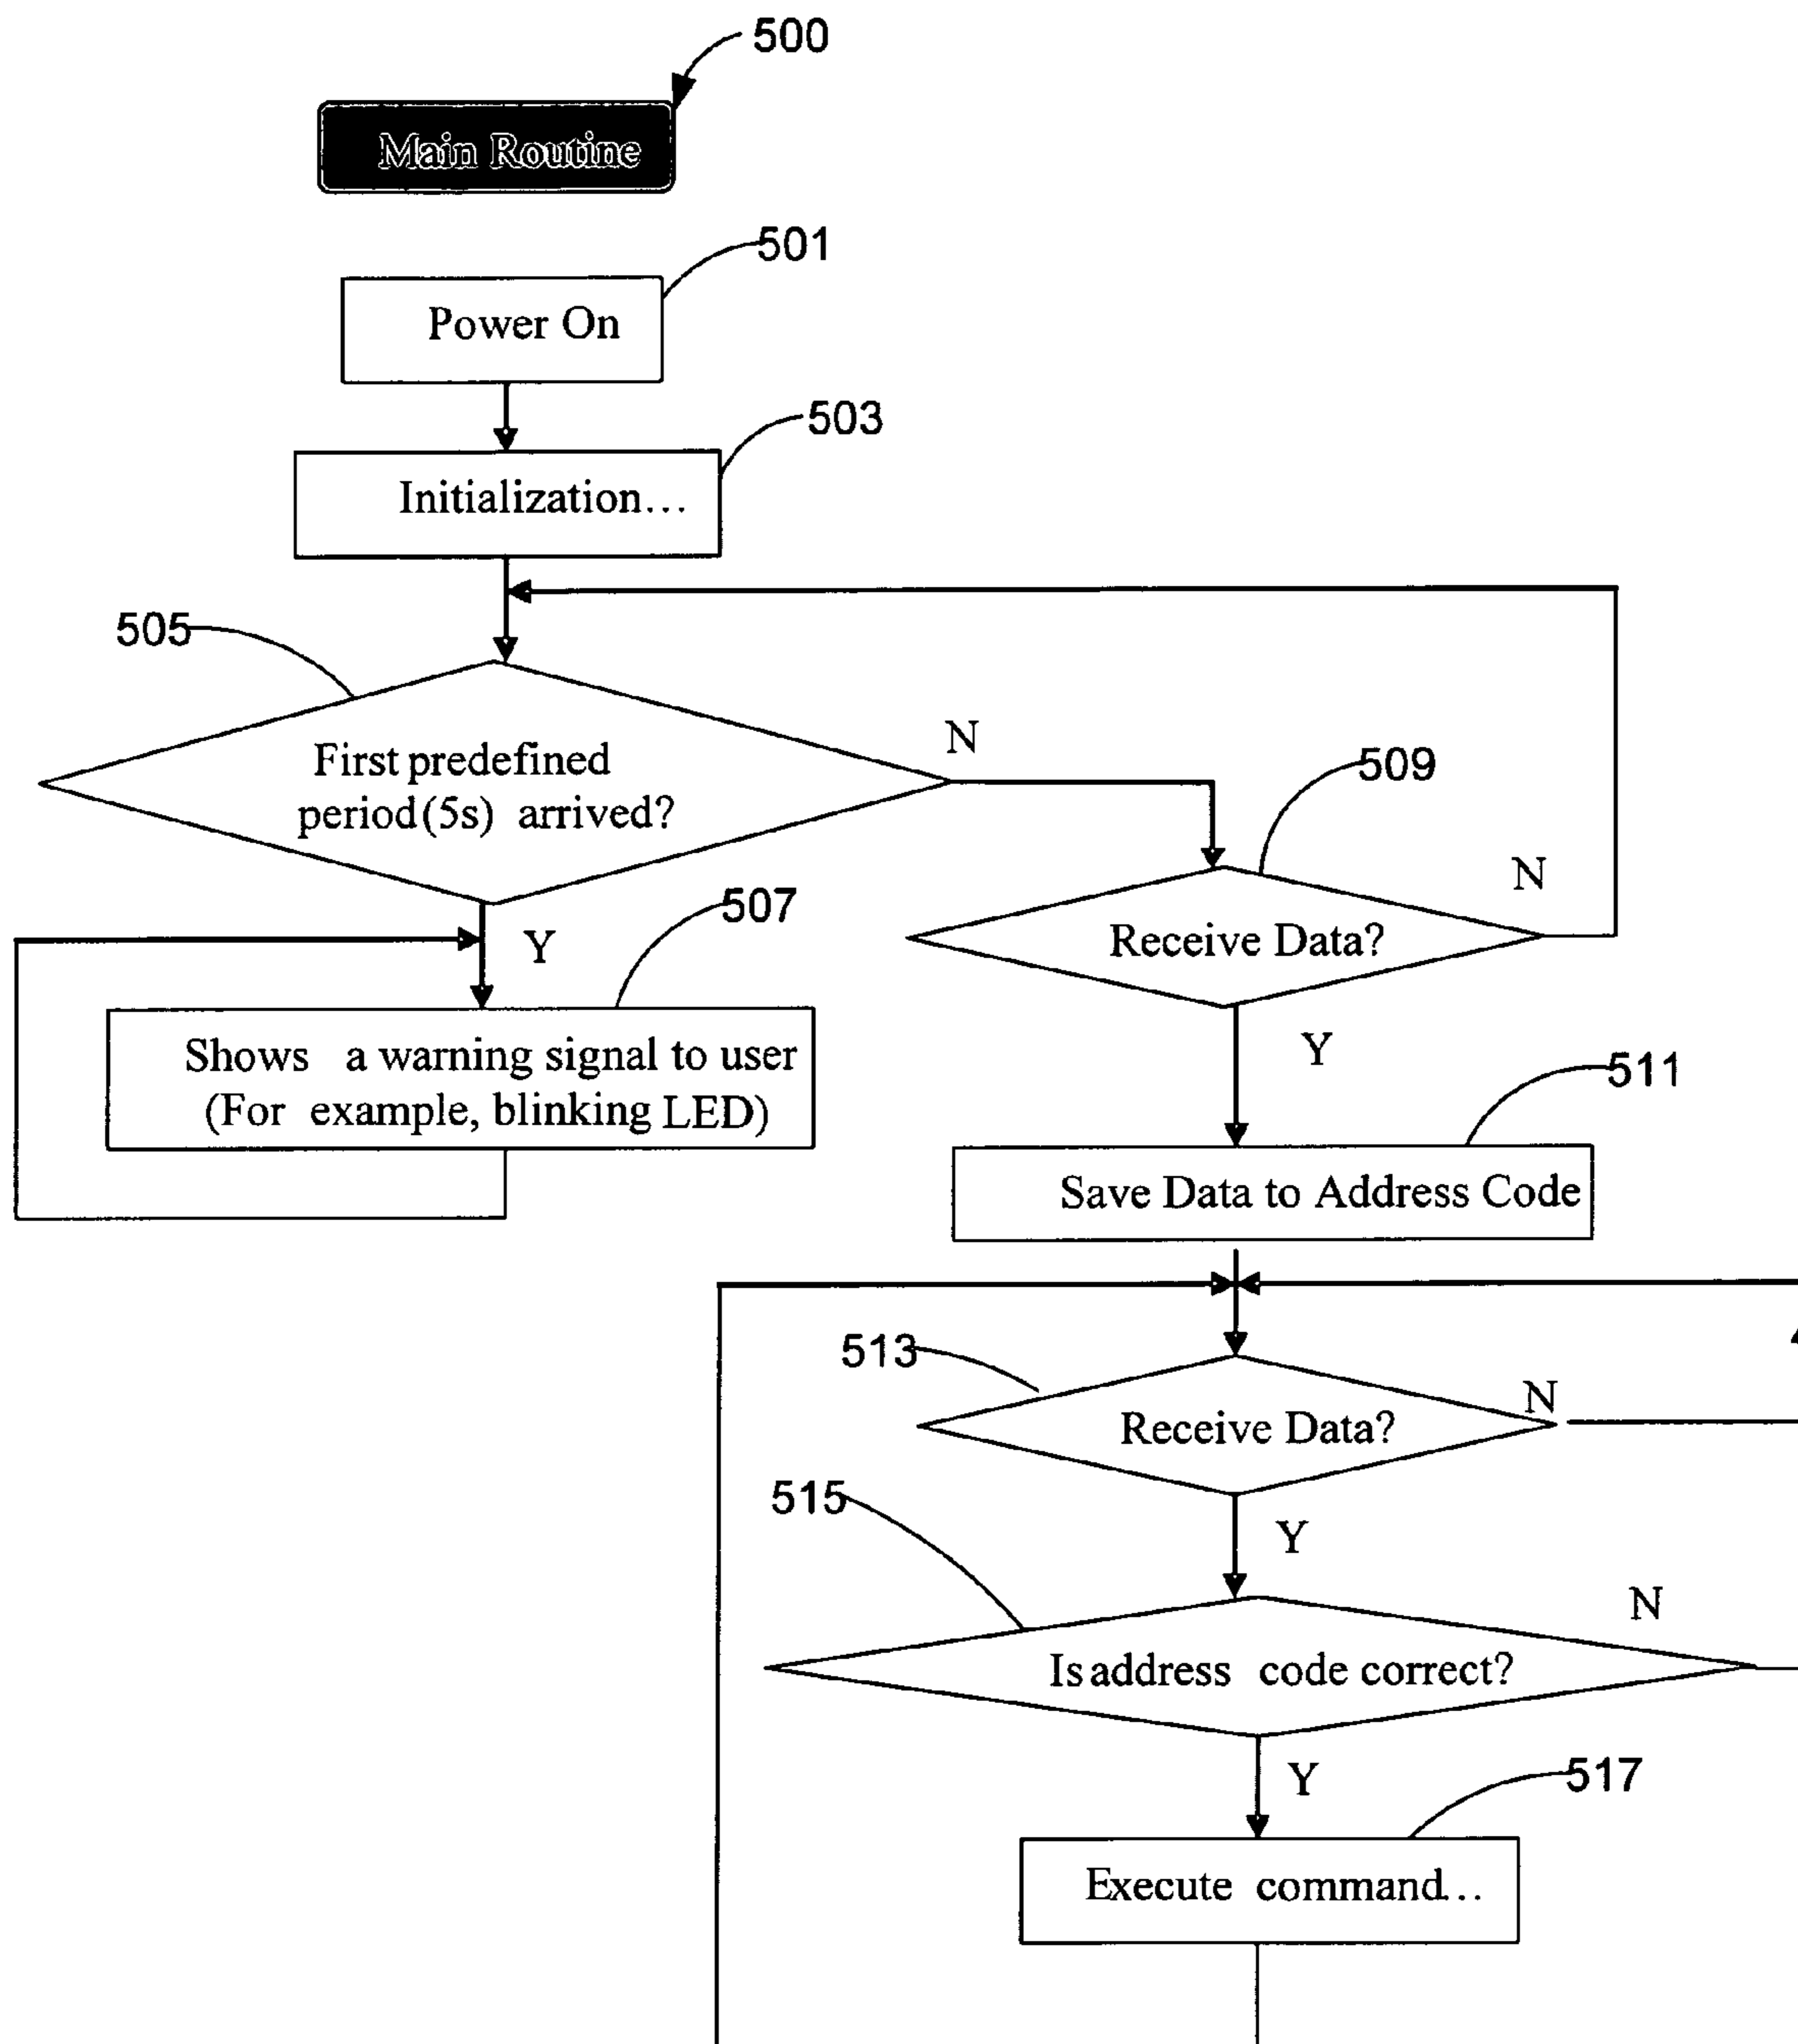 500
Main Routine
501
Power On
503
Initialization...
505
First predefined
period(5s) arrived?
N
509
Receive Data?
N
Y
507
Shows a warning signal to user
(For example, blinking LED)
Y
511
Save Data to Address Code
513
Receive Data?
N
Y
515
Is address code correct?
N
Y
517
Execute command...